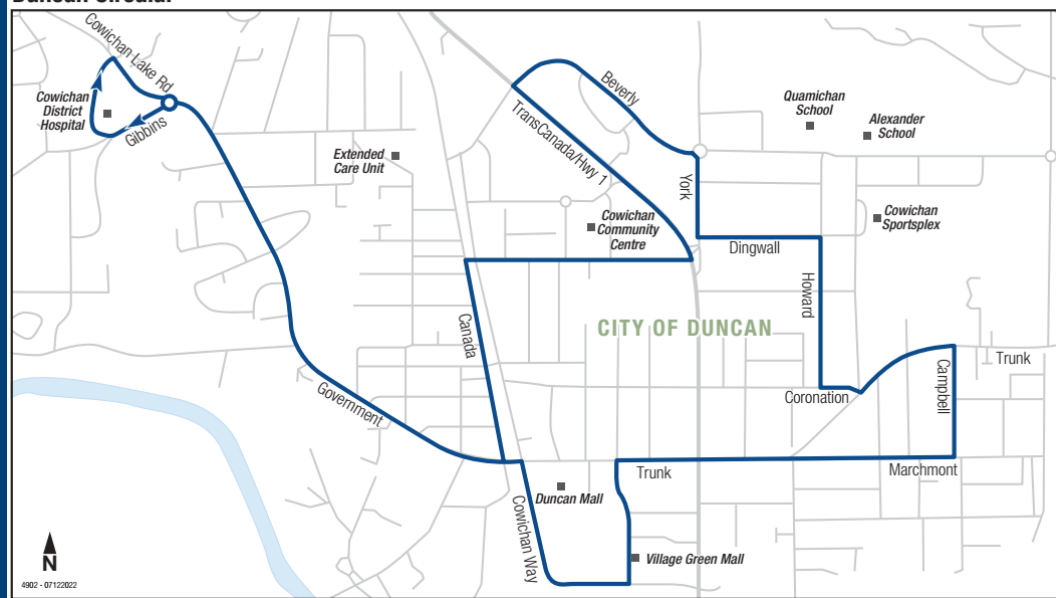 Duncan Circular
Cowichan Lake Rd
Cowichan
District
Hospital
Gibbins
Extended
Care Unit
Beverly
TransCanada/Hwy 1
Quamichan
School
Alexander
School
York
Cowichan
Community
Centre
Cowichan
Sportsplex
Dingwall
Howard
CITY OF DUNCAN
Canada
Trunk
Campbell
Coronation
Government
Trunk
Marchmont
Duncan Mall
Cowichan Way
Village Green Mall
N
4902 - 07122022